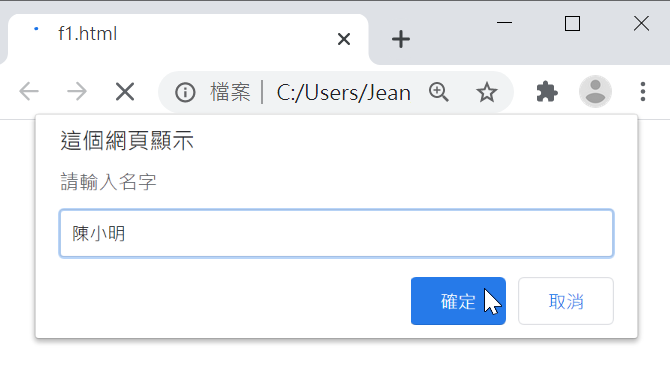 f1.html
檔案 C:/Users/Jean
這個網頁顯示
請輸入名字
陳小明
確定 取消